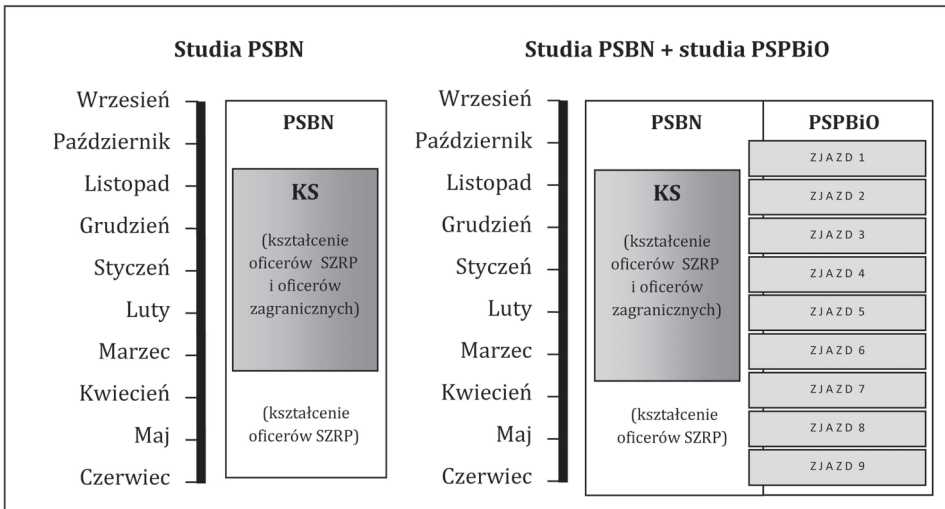 Studia PSBN
Wrzesień
Październik
Listopad
Grudzień
Styczeń
Luty
Marzec
Kwiecień
Maj
Czerwiec
PSBN
KS
(kształcenie
oficerów SZRP
i oficerów
zagranicznych)
(kształcenie
oficerów SZRP)
Studia PSBN + studia PSPBiO
Wrzesień
Październik
Listopad
Grudzień
Styczeń
Luty
Marzec
Kwiecień
Maj
Czerwiec
PSBN
KS
(kształcenie
oficerów SZRP
i oficerów
zagranicznych)
(kształcenie
oficerów SZRP)
PSPBiO
ZJAZD 1
ZJAZD 2
ZJAZD 3
ZJAZD 4
ZJAZD 5
ZJAZD 6
ZJAZD 7
ZJAZD 8
ZJAZD 9